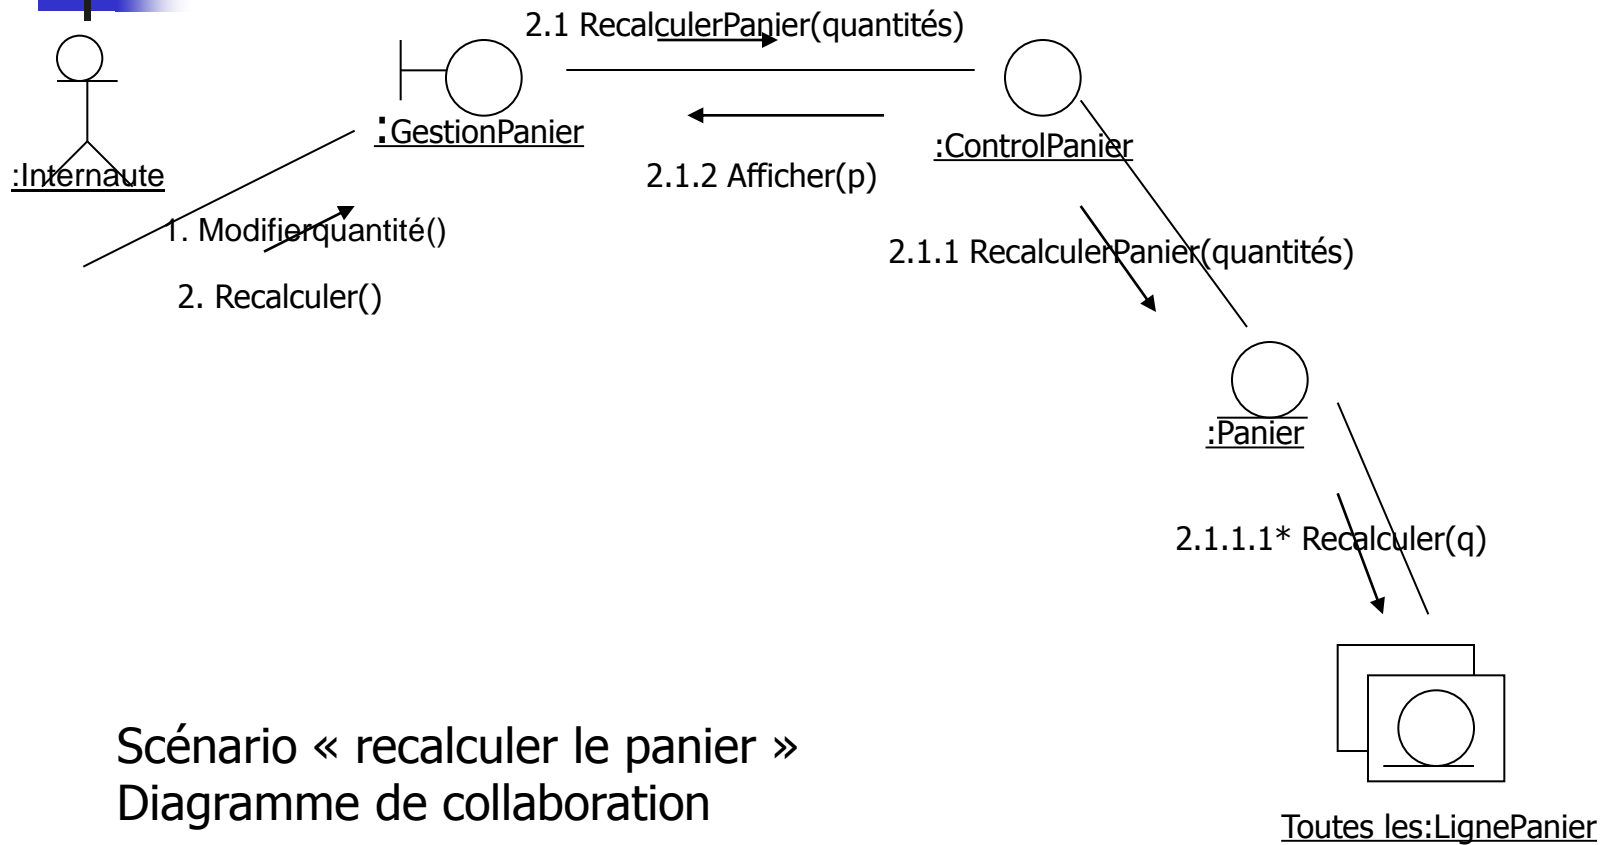 2.1 RecalculerPanier(quantités)
:GestionPanier
:ControlPanier
:Internaute
2.1.2 Afficher(p)
1. Modifierquantité()
2.1.1 RecalculerPanier(quantités)
2. Recalculer()
:Panier
2.1.1.1* Recalculer(q)
Scénario « recalculer le panier »
Diagramme de collaboration
Toutes les:LignePanier